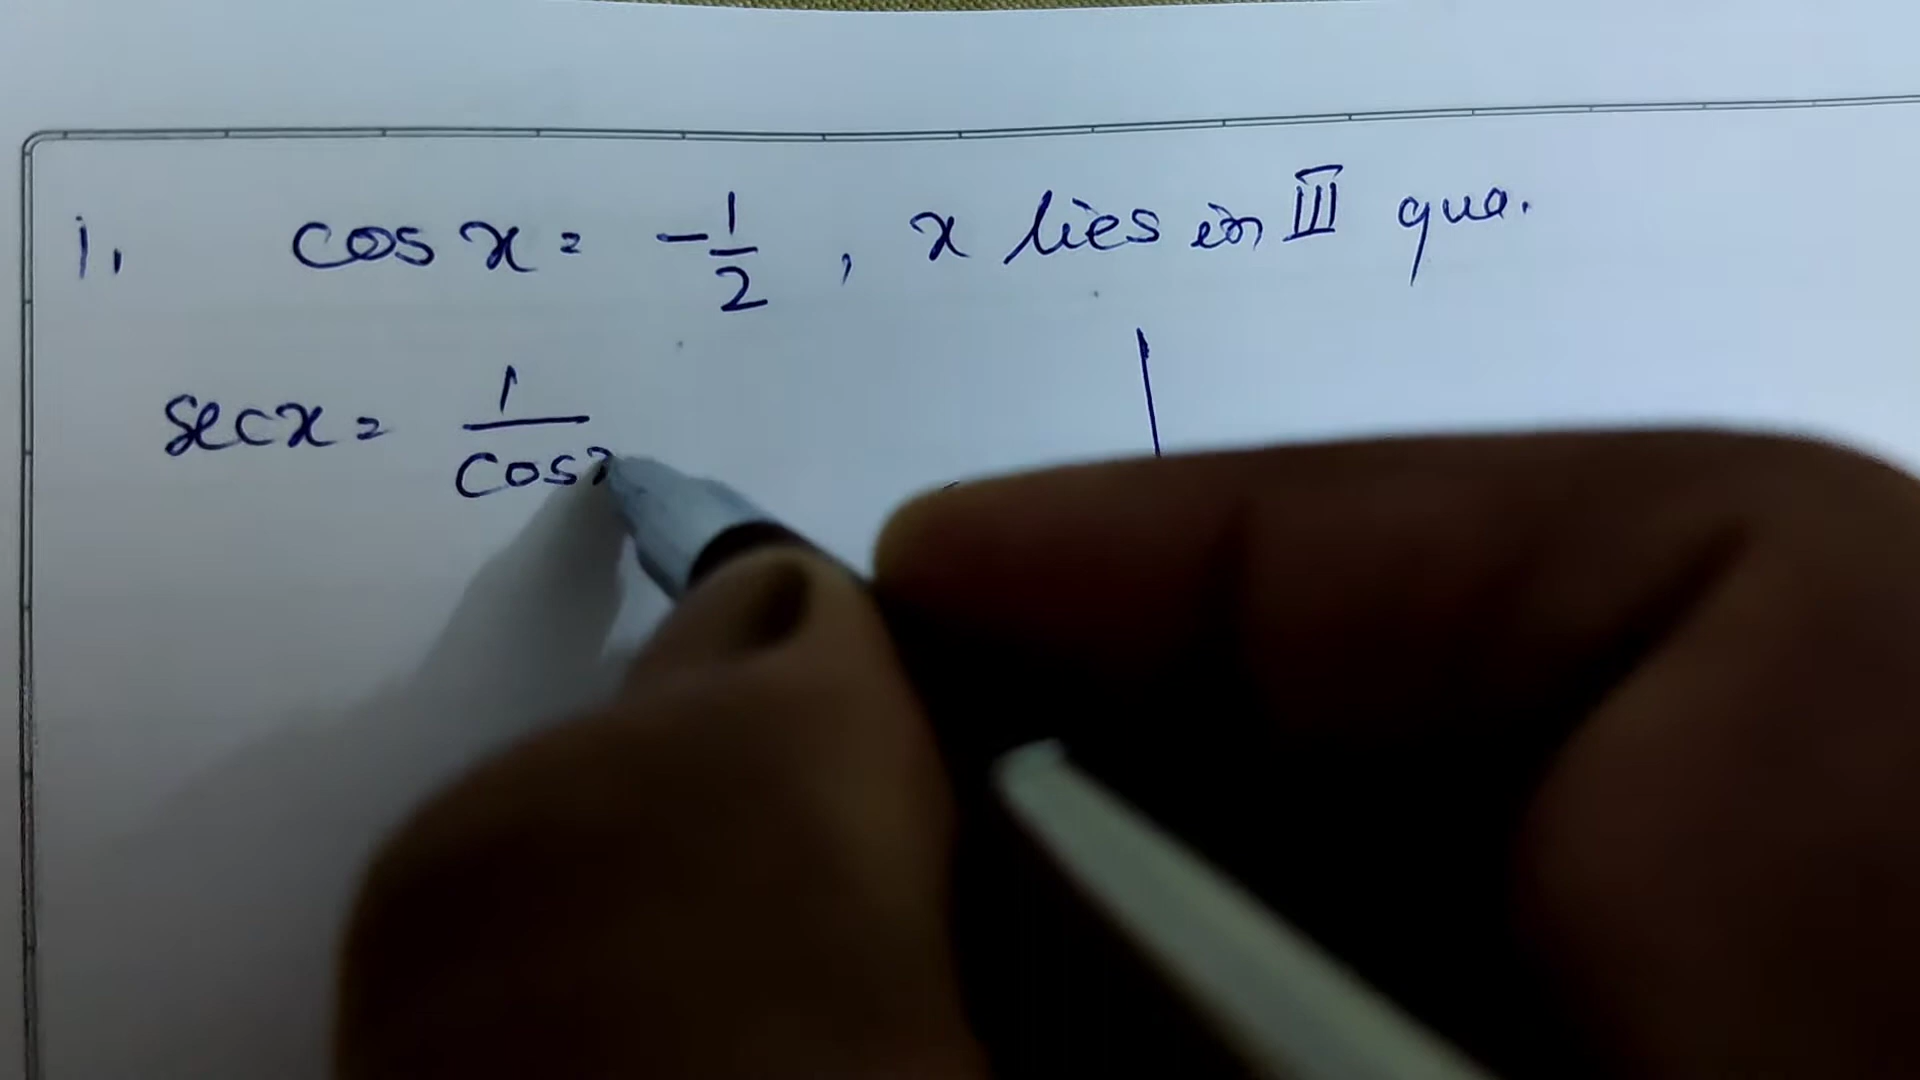 1. cos x = -1/2, x lies in III qua.
sec x = 1/cos x